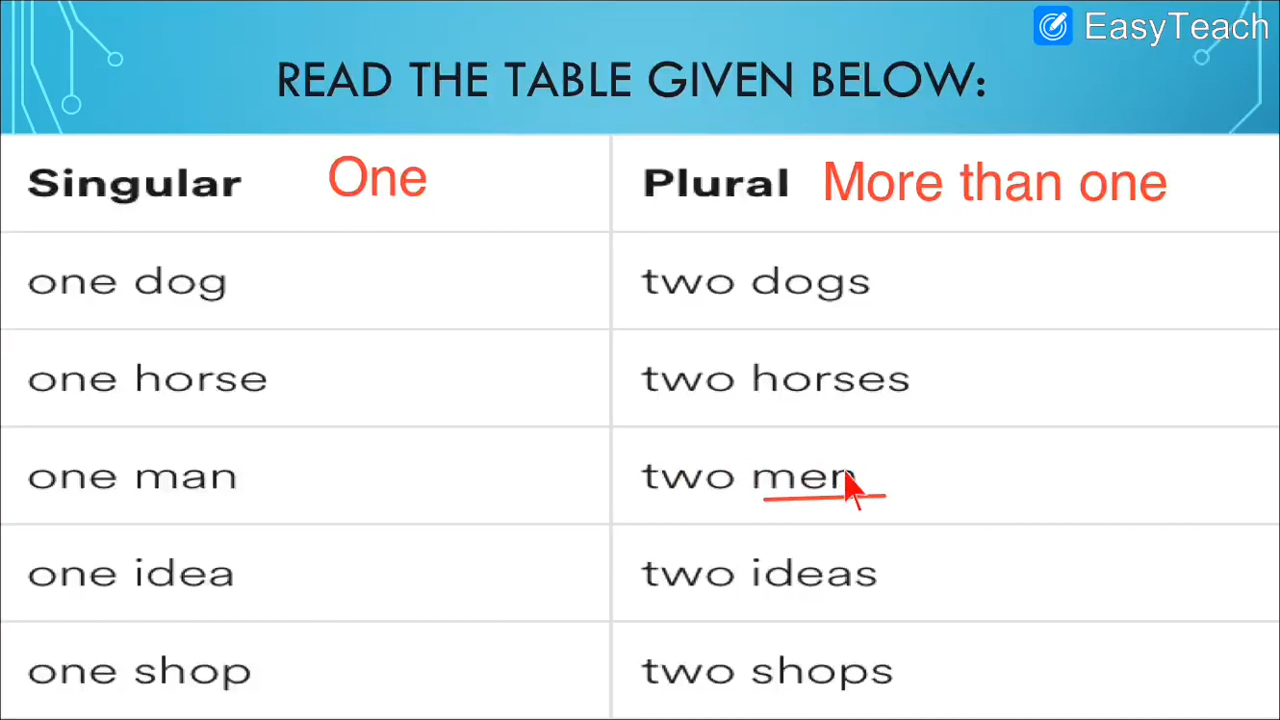 EasyTeach
READ THE TABLE GIVEN BELOW:
Singular One Plural More than one
one dog two dogs
one horse two horses
one man two men
one idea two ideas
one shop two shops